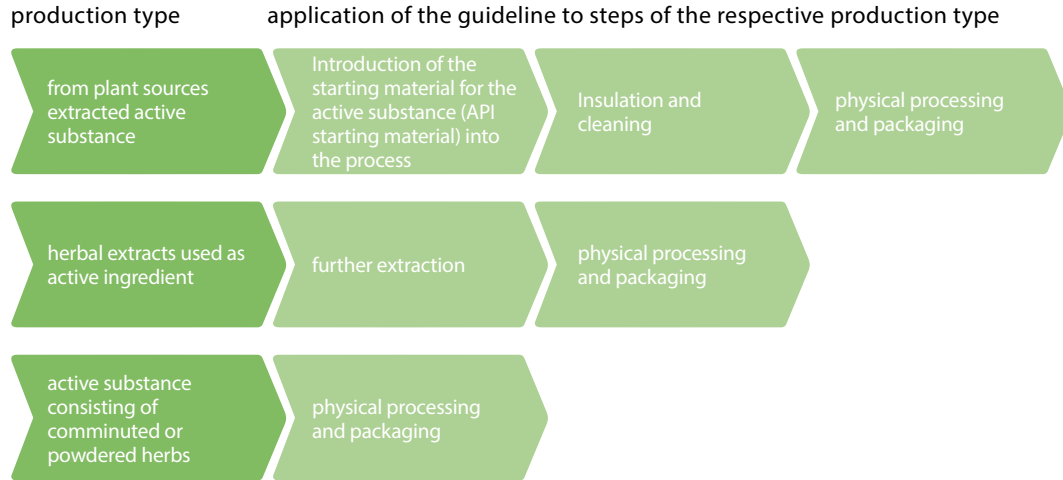 production type
application of the guideline to steps of the respective production type
from plant sources
extracted active
substance
Introduction of the
starting material for the
active substance (API
starting material) into
the process
Insulation and
cleaning
physical processing
and packaging
herbal extracts used as
active ingredient
further extraction
physical processing
and packaging
active substance
consisting of
comminuted or
powdered herbs
physical processing
and packaging